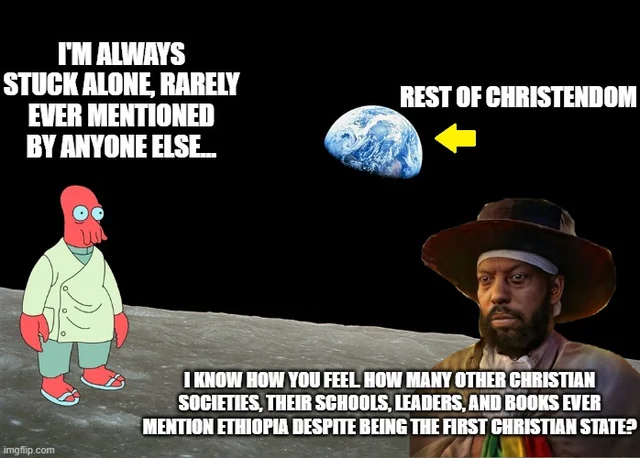 I'M ALWAYS
STUCK ALONE, RARELY
EVER MENTIONED
BY ANYONE ELSE...
REST OF CHRISTENDOM
I KNOW HOW YOU FEEL. HOW MANY OTHER CHRISTIAN
SOCIETIES, THEIR SCHOOLS, LEADERS, AND BOOKS EVER
MENTION ETHIOPIA DESPITE BEING THE FIRST CHRISTIAN STATE?
imgflip.com